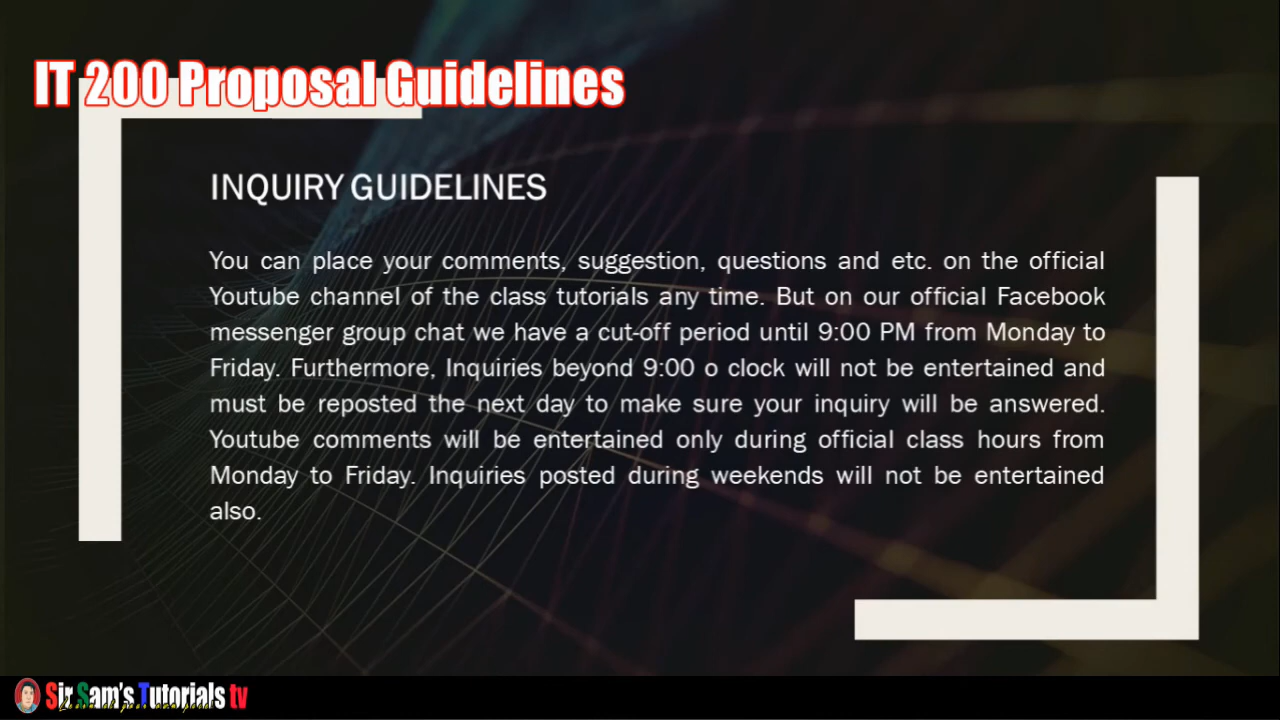 IT 200 Proposal Guidelines
INQUIRY GUIDELINES
You can place your comments, suggestion, questions and etc. on the official
Youtube channel of the class tutorials any time. But on our official Facebook
messenger group chat we have a cut-off period until 9:00 PM from Monday to
Friday. Furthermore, Inquiries beyond 9:00 o clock will not be entertained and
must be reposted the next day to make sure your inquiry will be answered.
Youtube comments will be entertained only during official class hours from
Monday to Friday. Inquiries posted during weekends will not be entertained
also.
Sir Sam's Tutorials tv